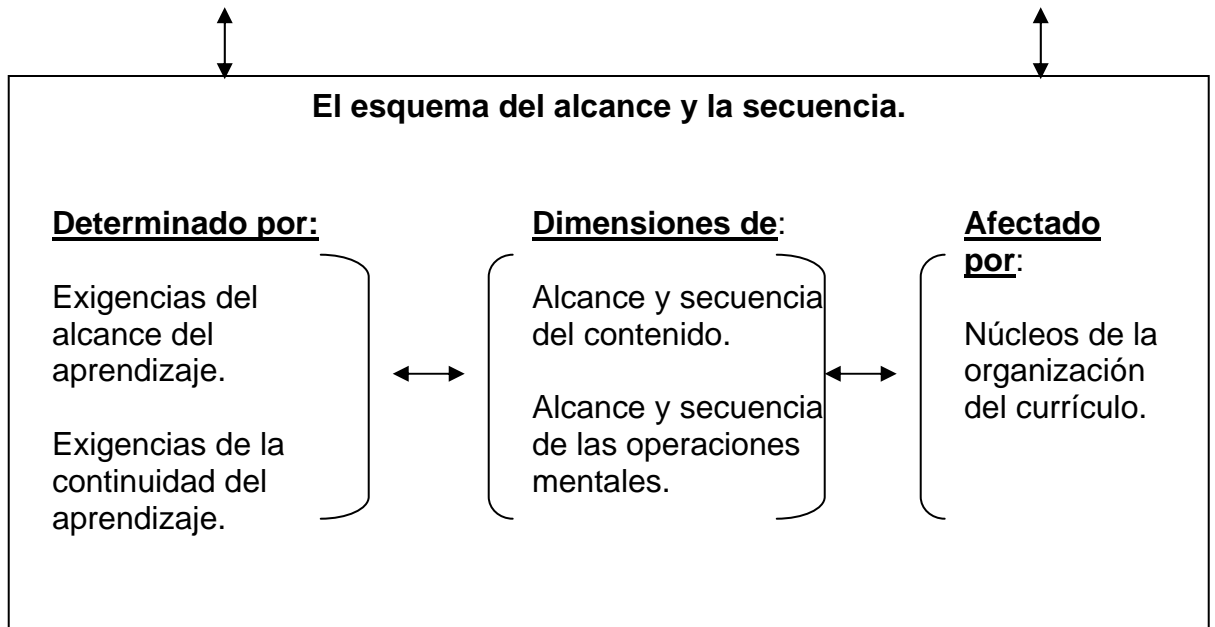 El esquema del alcance y la secuencia.
Determinado por:
Exigencias del
alcance del
aprendizaje.
Exigencias de la
continuidad del
aprendizaje.
Dimensiones de:
Alcance y secuencia
del contenido.
Alcance y secuencia
de las operaciones
mentales.
Afectado
por:
Núcleos de la
organización
del currículo.